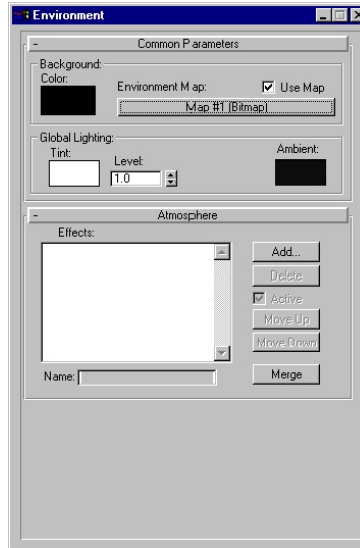 Environment
- Common Parameters
Background:
Color:
Environment Map: Use Map
Map #1 (Bitmap)
Global Lighting:
Tint: Level: Ambient:
1.0
- Atmosphere
Effects:
Add...
Delete
Active
Move Up
Move Down
Name: Merge